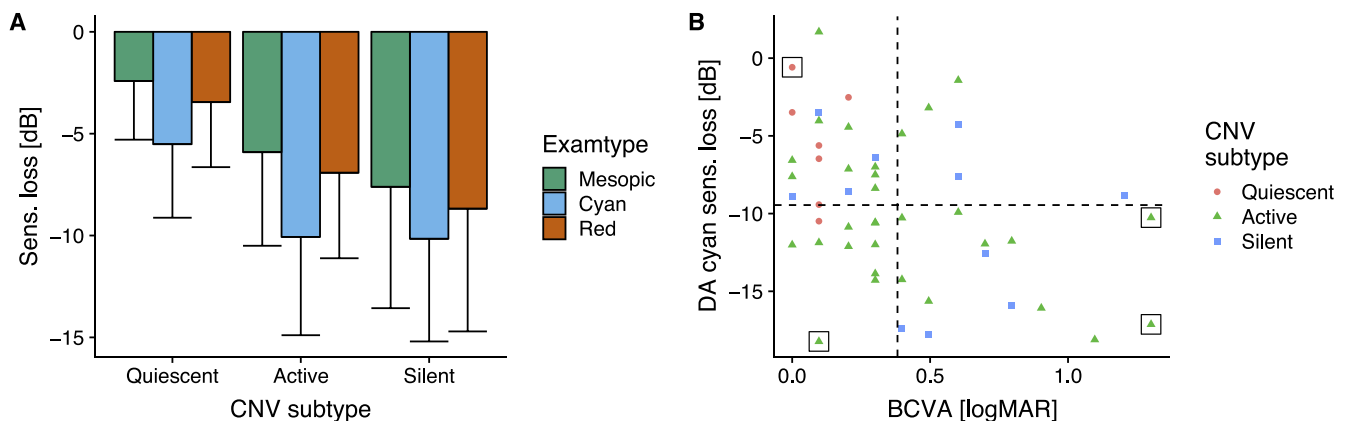 A
Sens. loss [dB]
0
−5
−10
−15
Quiescent
Active
Silent
CNV subtype
Examtype
Mesopic
Cyan
Red
B
DA cyan sens. loss [dB]
0
−5
−10
−15
0.0
0.5
1.0
BCVA [logMAR]
CNV
subtype
Quiescent
Active
Silent